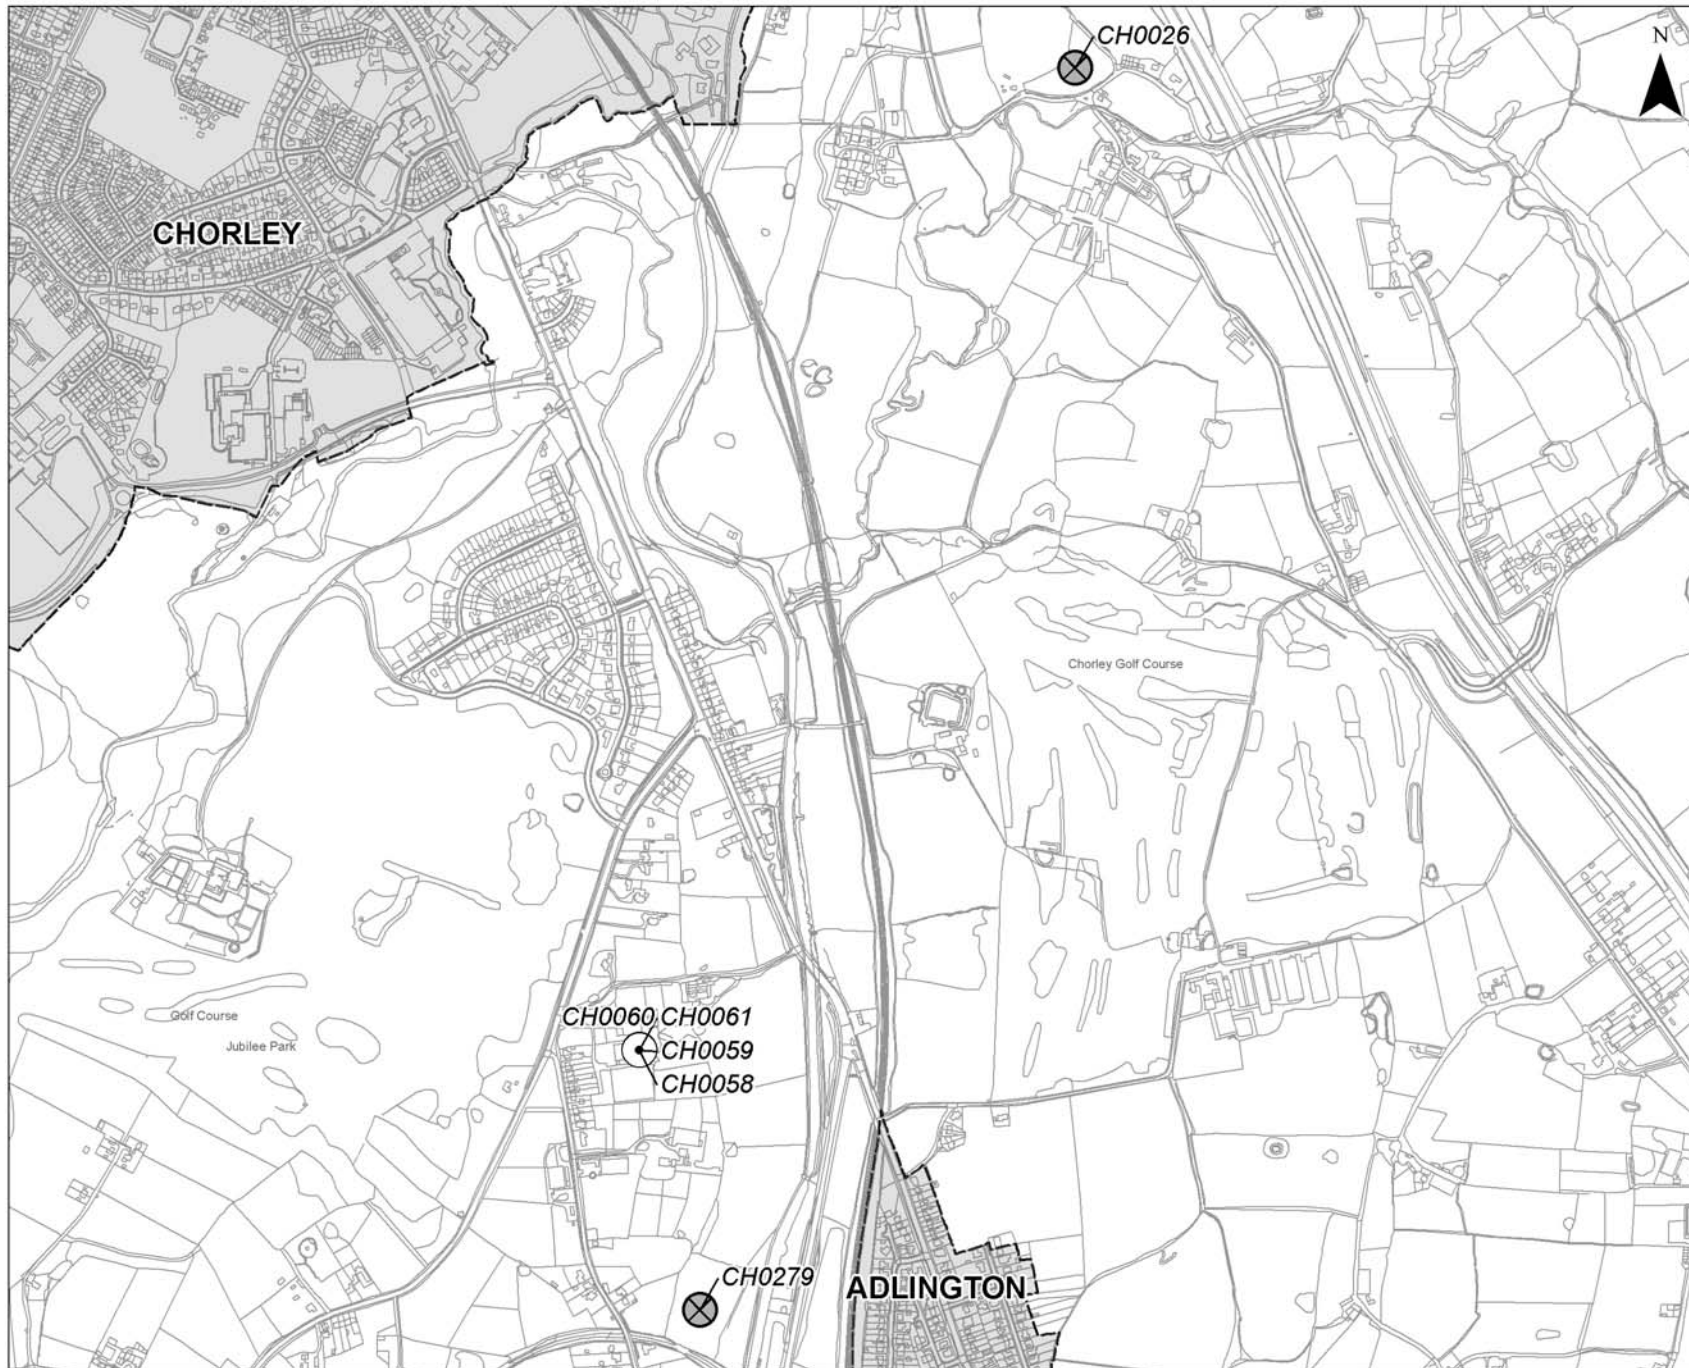 CH0026
N
CHORLEY
Chorley Golf Course
Golf Course
Jubilee Park
CH0060 CH0061
CH0059
CH0058
CH0279
ADLINGTON